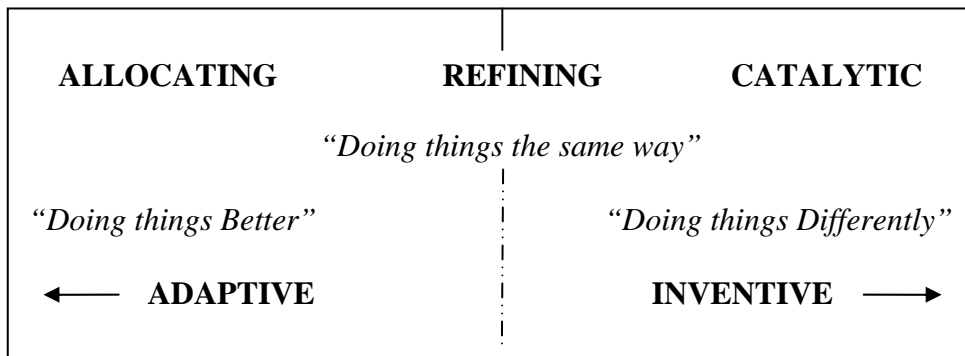 ALLOCATING REFINING CATALYTIC
“Doing things the same way”
“Doing things Better” “Doing things Differently”
ADAPTIVE INVENTIVE